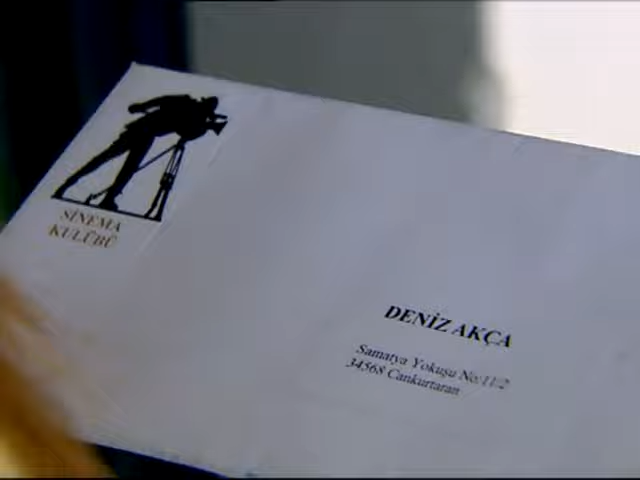 SİNEMA
KULÜBÜ
DENİZ AKÇA
Samatya Yokuşu No:11/2
34568 Cankurtaran